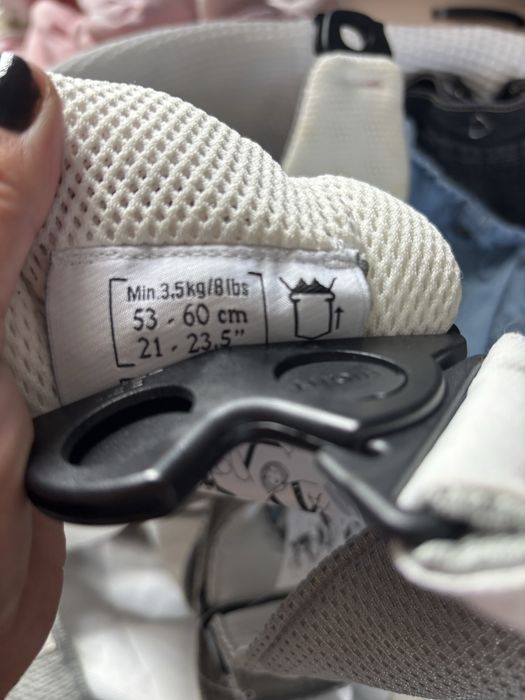 Min.3,5kg/8lbs
53 - 60 cm
21 - 23,5"